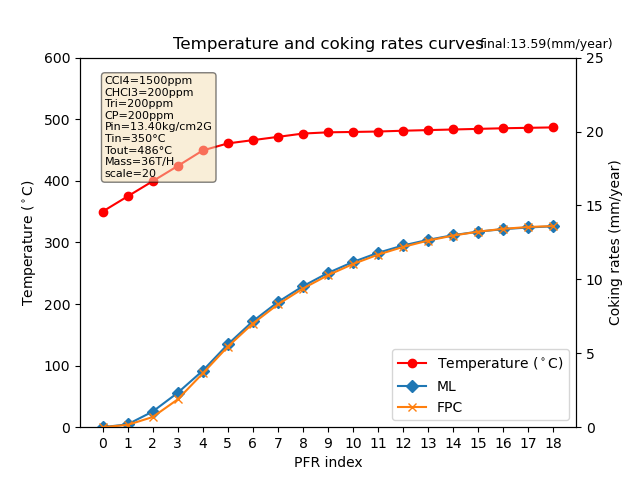 Temperature and coking rates curves
final:13.59(mm/year)
600
500
400
300
200
100
0
Temperature (°C)
CCl4=1500ppm
CHCl3=200ppm
Tri=200ppm
CP=200ppm
Pin=13.40kg/cm2G
Tin=350°C
Tout=486°C
Mass=36T/H
scale=20
25
20
15
10
5
0
Coking rates (mm/year)
Temperature (°C)
ML
FPC
0 1 2 3 4 5 6 7 8 9 10 11 12 13 14 15 16 17 18
PFR index